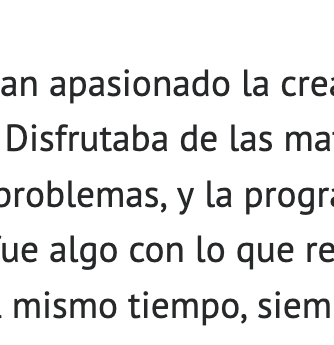 an apasionado la crea
Disfrutaba de las mat
problemas, y la progra
fue algo con lo que re
l mismo tiempo, siem